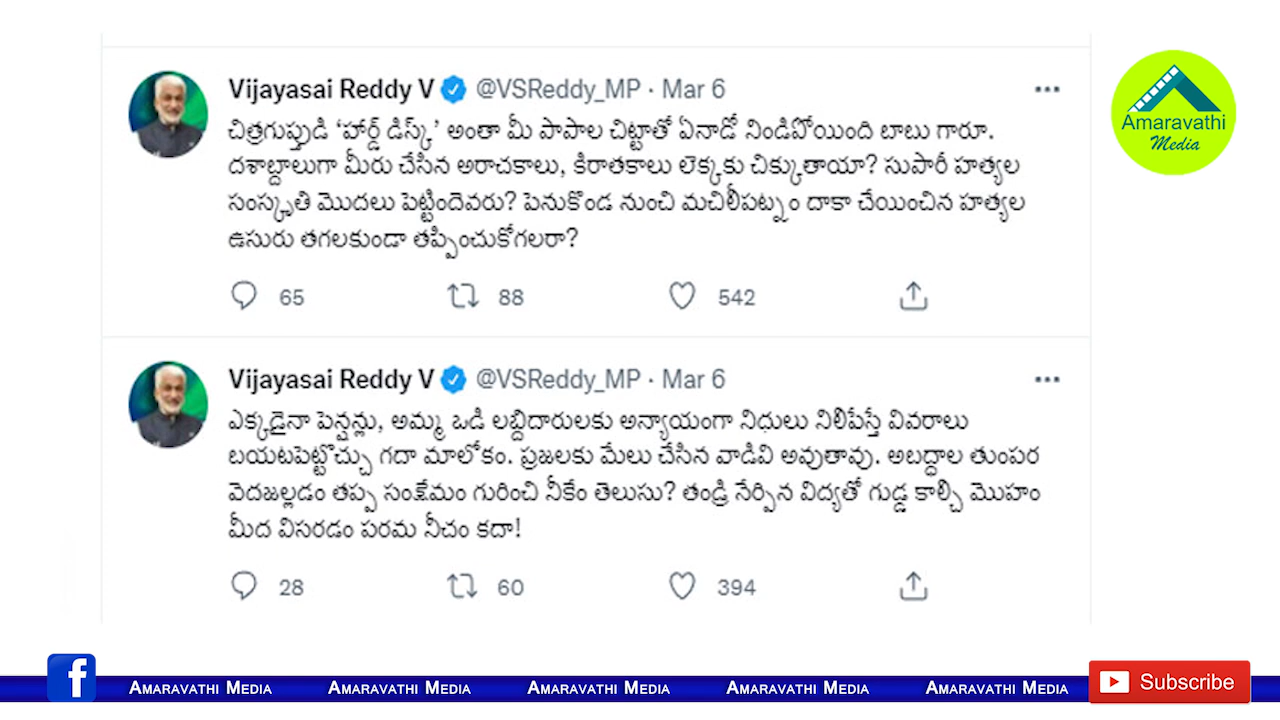 Vijayasai Reddy V @VSReddy_MP · Mar 6
చిత్రగుప్తుడి ‘హార్డ్ డిస్క్’ అంతా మీ పాపాల చిట్టాతో ఏనాడో నిండిపోయింది బాబు గారూ.
దశాబ్దాలుగా మీరు చేసిన అరాచకాలు, కిరాతకాలు లెక్కకు చిక్కుతాయా? సుపారీ హత్యల
సంస్కృతి మొదలు పెట్టిందెవరు? పెనుకొండ నుంచి మచిలీపట్నం దాకా చేయించిన హత్యల
ఉసురు తగలకుండా తప్పించుకోగలరా?
65 88 542
Vijayasai Reddy V @VSReddy_MP · Mar 6
ఎక్కడైనా పెన్షన్లు, అమ్మ ఒడి లబ్దిదారులకు అన్యాయంగా నిధులు నిలిపేస్తే వివరాలు
బయటపెట్టొచ్చు గదా మాలోకం. ప్రజలకు మేలు చేసిన వాడివి అవుతావు. అబద్ధాల తుంపర
వెదజల్లడం తప్ప సంక్షేమం గురించి నీకేం తెలుసు? తండ్రి నేర్పిన విద్యతో గుడ్డ కాల్చి మొహం
మీద విసరడం పరమ నీచం కదా!
28 60 394
Amaravathi
Media
f Amaravathi Media Amaravathi Media Amaravathi Media Amaravathi Media Amaravathi Media Subscribe